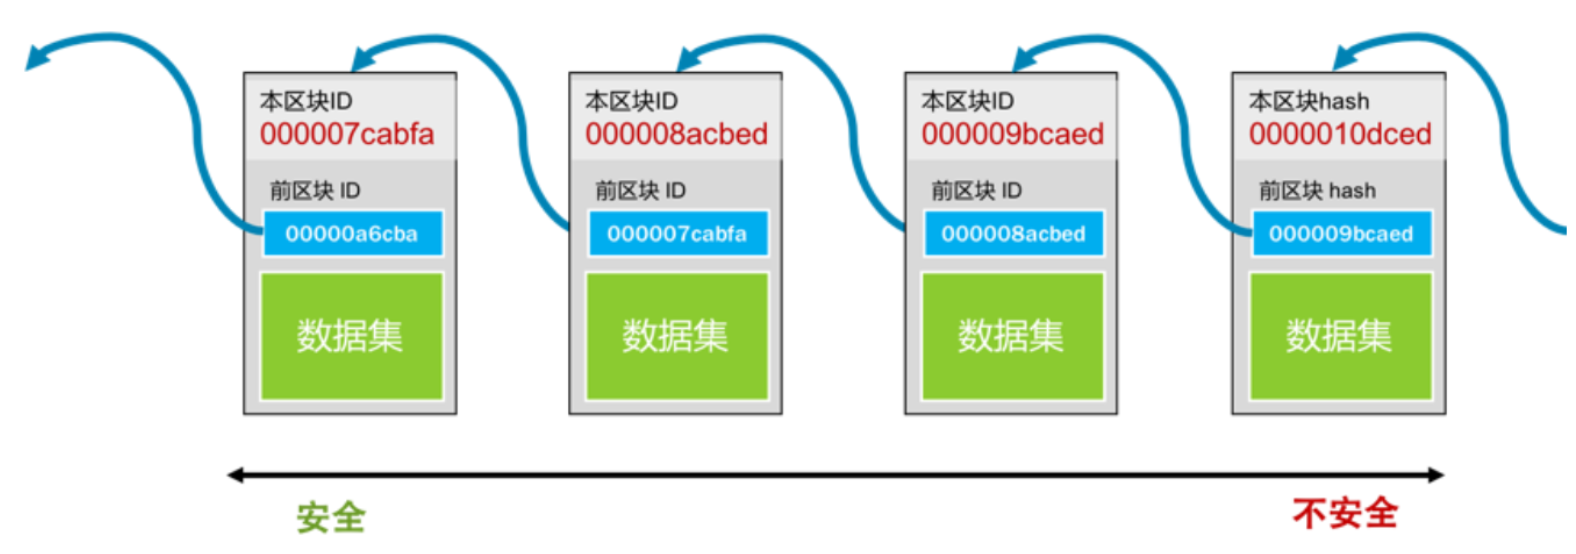 本区块ID
000007cabfa
前区块 ID
00000a6cba
数据集
本区块ID
000008acbed
前区块 ID
000007cabfa
数据集
本区块ID
000009bcaed
前区块 ID
000008acbed
数据集
本区块hash
0000010dced
前区块 hash
000009bcaed
数据集
安全
不安全